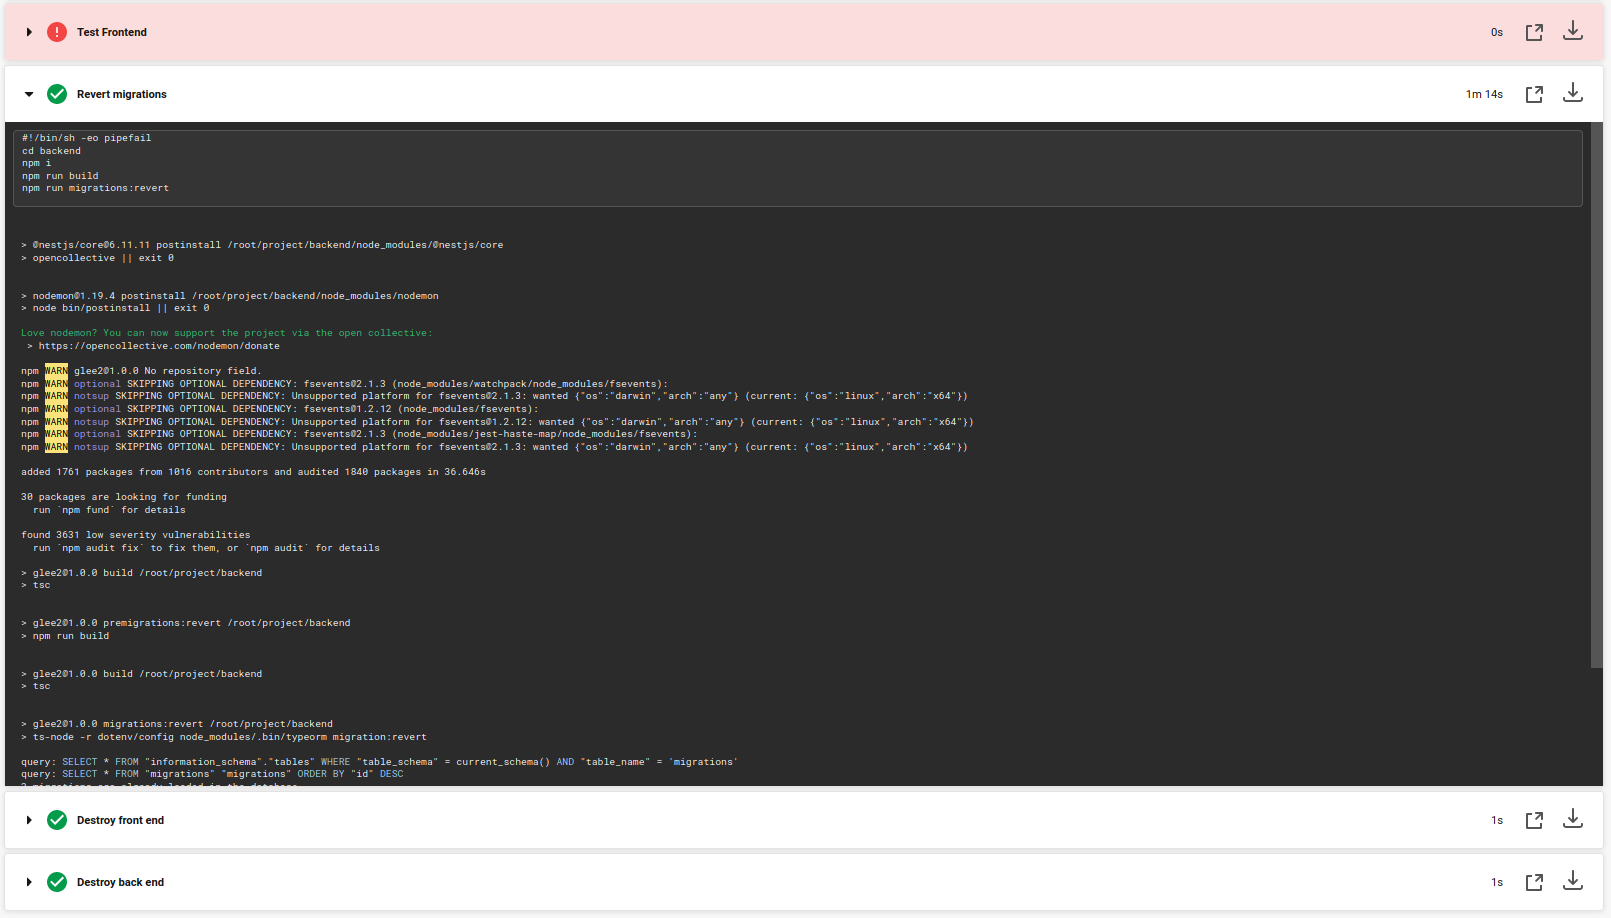 Test Frontend 0s
Revert migrations 1m 14s
#!/bin/sh -eo pipefail
cd backend
npm i
npm run build
npm run migrations:revert
> @nestjs/core@6.11.11 postinstall /root/project/backend/node_modules/@nestjs/core
> opencollective || exit 0
> nodemon@1.19.4 postinstall /root/project/backend/node_modules/nodemon
> node bin/postinstall || exit 0
Love nodemon? You can now support the project via the open collective:
> https://opencollective.com/nodemon/donate
npm WARN glee2@1.0.0 No repository field.
npm WARN optional SKIPPING OPTIONAL DEPENDENCY: fsevents@2.1.3 (node_modules/watchpack/node_modules/fsevents):
npm WARN notsup SKIPPING OPTIONAL DEPENDENCY: Unsupported platform for fsevents@2.1.3: wanted {"os":"darwin","arch":"any"} (current: {"os":"linux","arch":"x64"})
npm WARN optional SKIPPING OPTIONAL DEPENDENCY: fsevents@1.2.12 (node_modules/fsevents):
npm WARN notsup SKIPPING OPTIONAL DEPENDENCY: Unsupported platform for fsevents@1.2.12: wanted {"os":"darwin","arch":"any"} (current: {"os":"linux","arch":"x64"})
npm WARN optional SKIPPING OPTIONAL DEPENDENCY: fsevents@2.1.3 (node_modules/jest-haste-map/node_modules/fsevents):
npm WARN notsup SKIPPING OPTIONAL DEPENDENCY: Unsupported platform for fsevents@2.1.3: wanted {"os":"darwin","arch":"any"} (current: {"os":"linux","arch":"x64"})
added 1761 packages from 1016 contributors and audited 1840 packages in 36.646s
30 packages are looking for funding
run `npm fund` for details
found 3631 low severity vulnerabilities
run `npm audit fix` to fix them, or `npm audit` for details
> glee2@1.0.0 build /root/project/backend
> tsc
> glee2@1.0.0 premigrations:revert /root/project/backend
> npm run build
> glee2@1.0.0 build /root/project/backend
> tsc
> glee2@1.0.0 migrations:revert /root/project/backend
> ts-node -r dotenv/config node_modules/.bin/typeorm migration:revert
query: SELECT * FROM "information_schema"."tables" WHERE "table_schema" = current_schema() AND "table_name" = 'migrations'
query: SELECT * FROM "migrations" "migrations" ORDER BY "id" DESC
migrations are already loaded in the database.
Destroy front end 1s
Destroy back end 1s